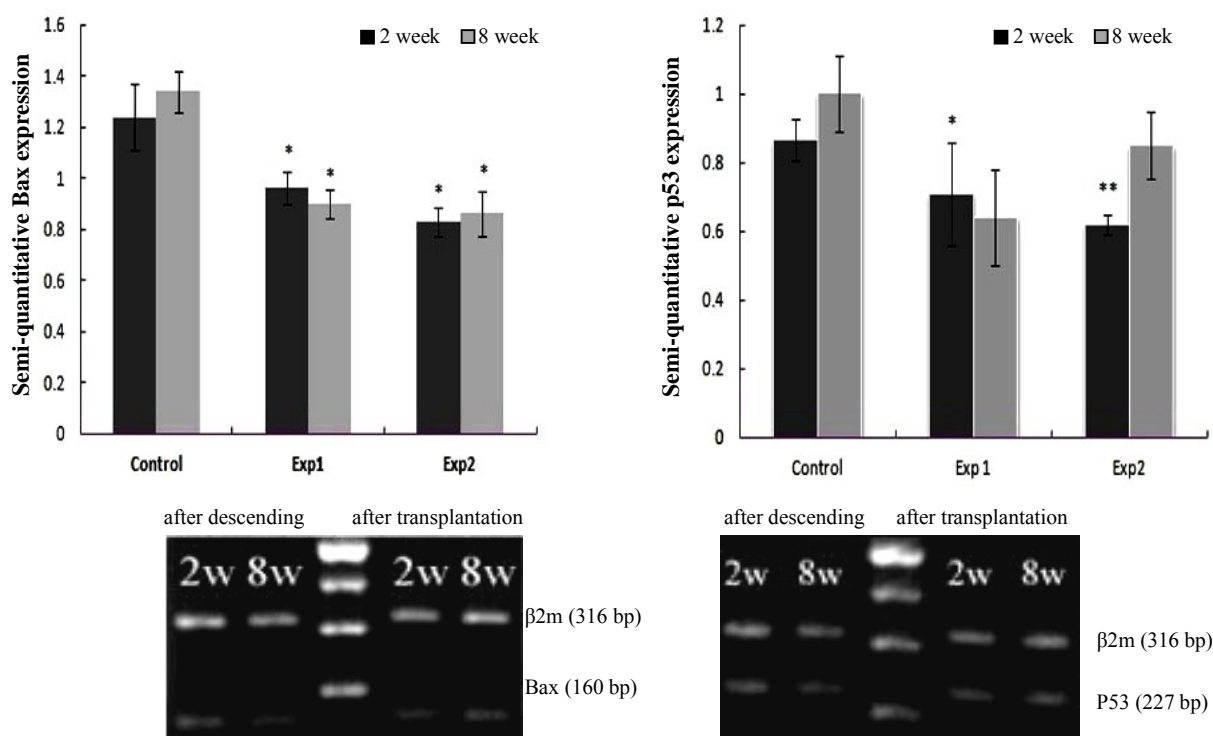 Semi-quantitative Bax expression
1.6
1.4
1.2
1
0.8
0.6
0.4
0.2
0
2 week 8 week
*
*
*
*
Control Exp1 Exp2
Semi-quantitative p53 expression
1.2
1
0.8
0.6
0.4
0.2
0
2 week 8 week
*
**
Control Exp 1 Exp2
after descending after transplantation
2w 8w 2w 8w
β2m (316 bp)
Bax (160 bp)
after descending after transplantation
2w 8w 2w 8w
β2m (316 bp)
P53 (227 bp)